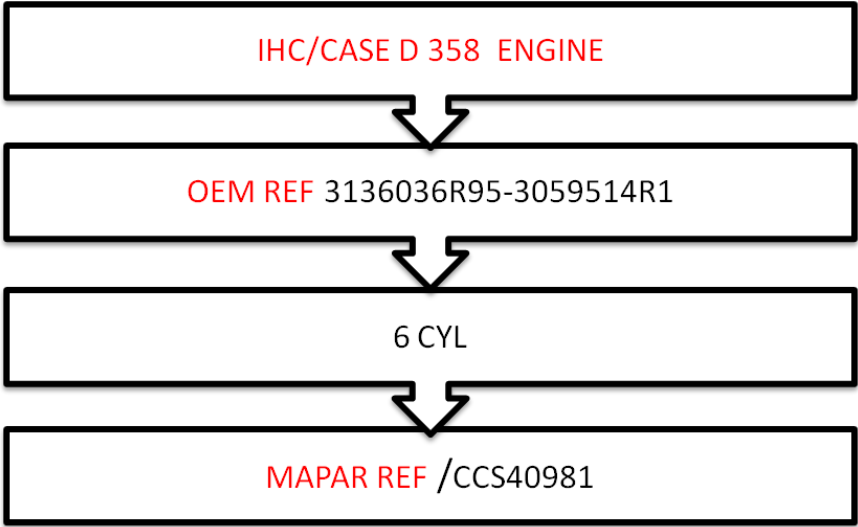 IHC/CASE D 358 ENGINE
OEM REF 3136036R95-3059514R1
6 CYL
MAPAR REF /CCS40981